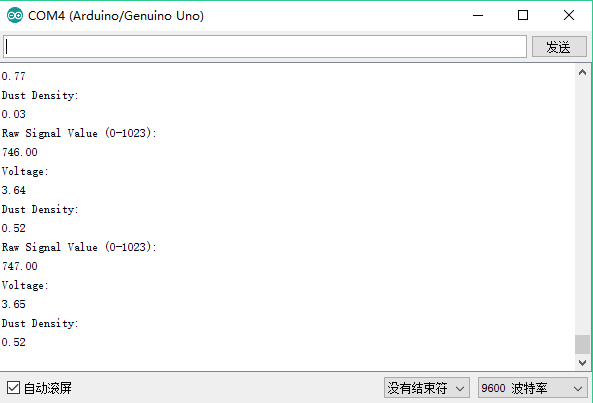 COM4 (Arduino/Genuino Uno)
发送
0.77
Dust Density:
0.03
Raw Signal Value (0-1023):
746.00
Voltage:
3.64
Dust Density:
0.52
Raw Signal Value (0-1023):
747.00
Voltage:
3.65
Dust Density:
0.52
自动滚屏
没有结束符
9600 波特率